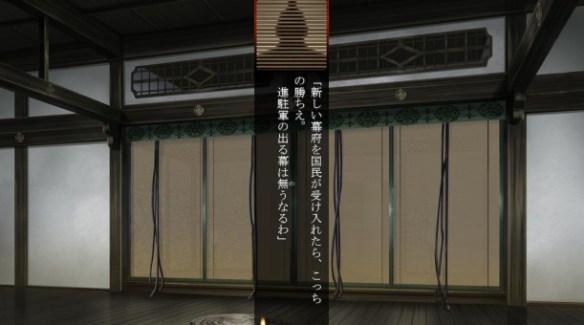 「新しい幕府を国民が受け入れたら、こっち
の勝ちえ。
進駐軍の出る幕は無うなるわ」